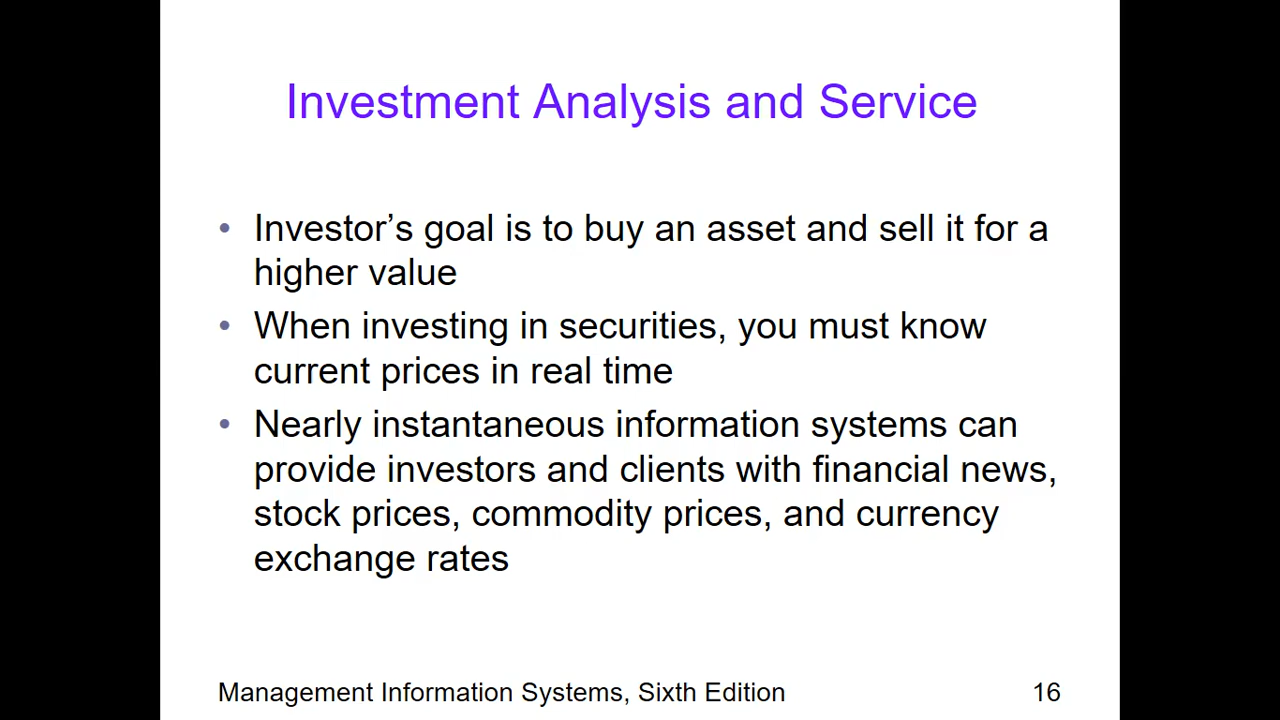 Investment Analysis and Service
• Investor’s goal is to buy an asset and sell it for a
higher value
• When investing in securities, you must know
current prices in real time
• Nearly instantaneous information systems can
provide investors and clients with financial news,
stock prices, commodity prices, and currency
exchange rates
Management Information Systems, Sixth Edition
16